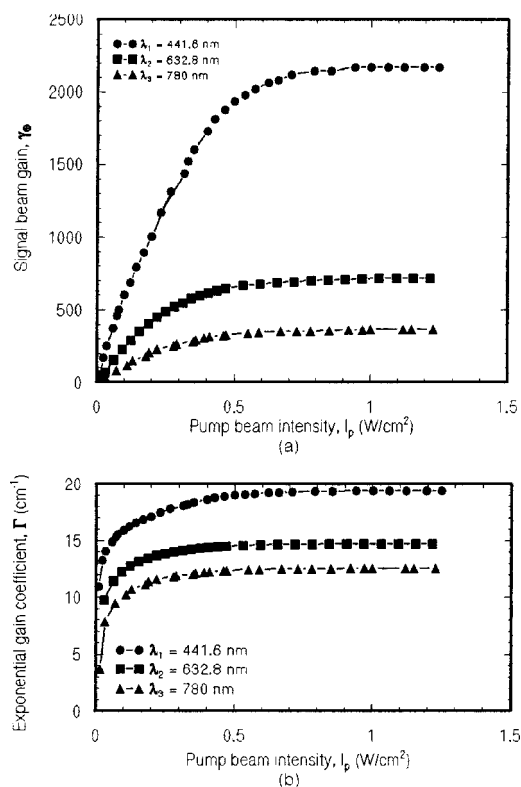 2500
2000
1500
1000
500
0
Signal beam gain, γ₀
λ₁ = 441.6 nm
λ₂ = 632.8 nm
λ₃ = 780 nm
0 0.5 1 1.5
Pump beam intensity, Iₚ (W/cm²)
(a)
20
15
10
5
0
Exponential gain coefficient, Γ (cm⁻¹)
λ₁ = 441.6 nm
λ₂ = 632.8 nm
λ₃ = 780 nm
0 0.5 1 1.5
Pump beam intensity, Iₚ (W/cm²)
(b)